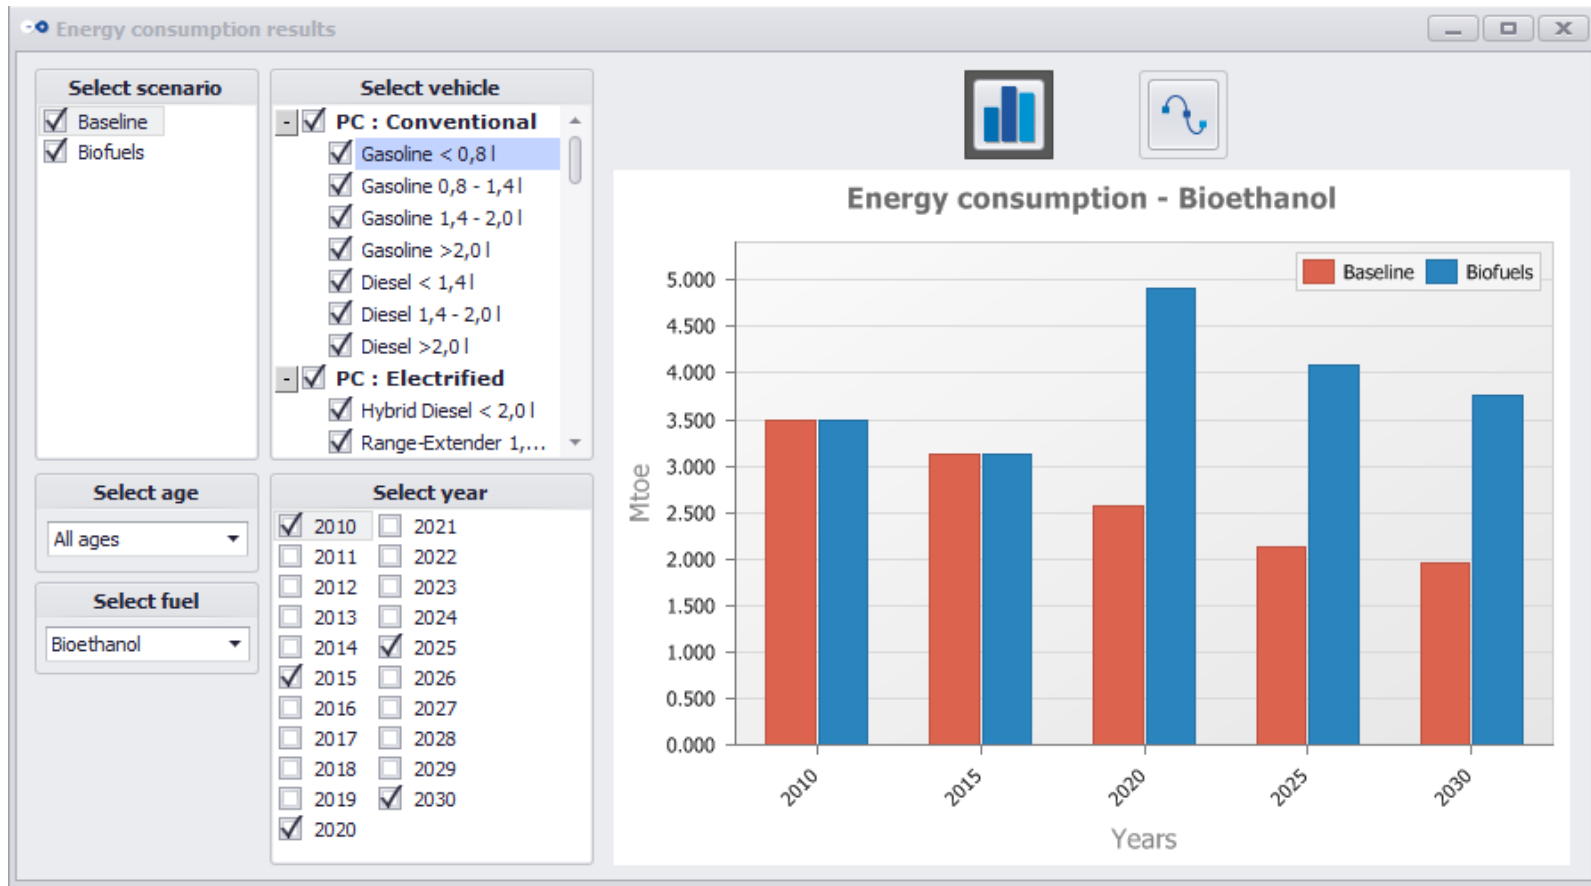 Energy consumption results
Select scenario
Baseline
Biofuels
Select vehicle
PC : Conventional
Gasoline < 0,8 l
Gasoline 0,8 - 1,4 l
Gasoline 1,4 - 2,0 l
Gasoline >2,0 l
Diesel < 1,4 l
Diesel 1,4 - 2,0 l
Diesel >2,0 l
PC : Electrified
Hybrid Diesel < 2,0 l
Range-Extender 1,...
Select age
All ages
Select fuel
Bioethanol
Select year
2010 2021
2011 2022
2012 2023
2013 2024
2014 2025
2015 2026
2016 2027
2017 2028
2018 2029
2019 2030
2020
Energy consumption - Bioethanol
Baseline Biofuels
5.000
4.500
4.000
3.500
3.000
2.500
2.000
1.500
1.000
0.500
0.000
Mtoe
2010 2015 2020 2025 2030
Years